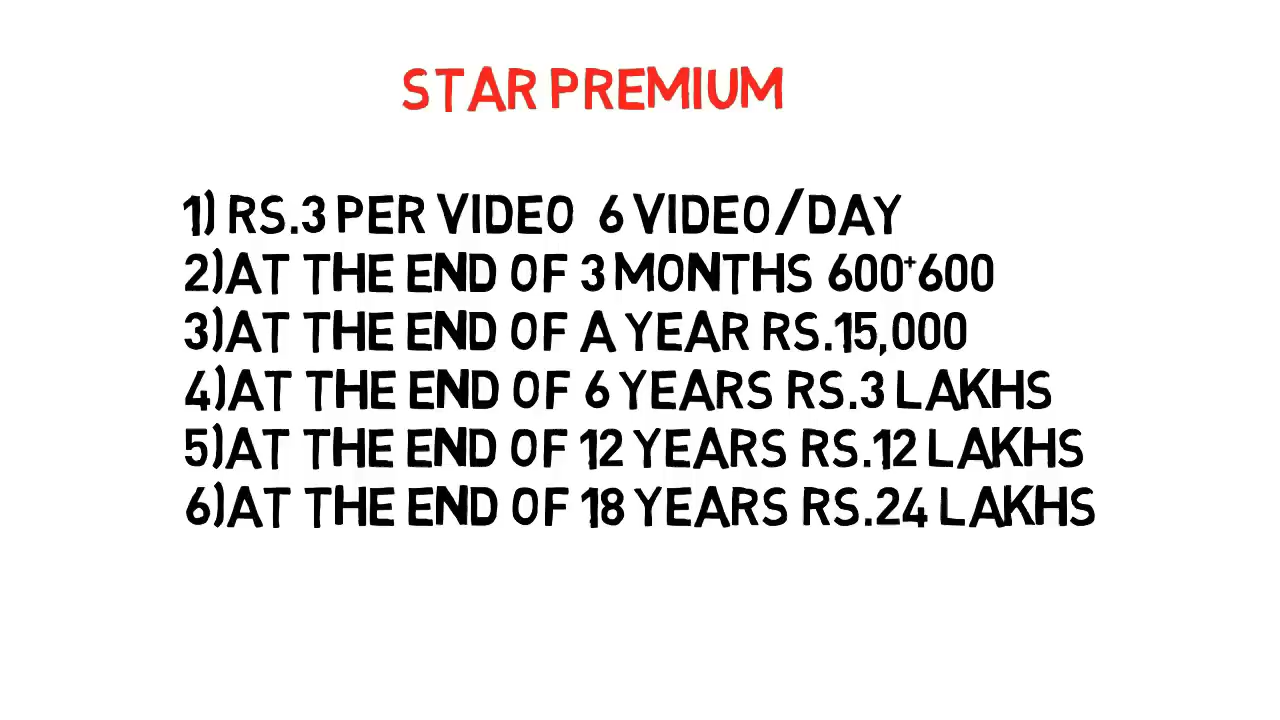 STAR PREMIUM
1) RS.3 PER VIDEO 6 VIDEO/DAY
2)AT THE END OF 3 MONTHS 600+600
3)AT THE END OF A YEAR RS.15,000
4)AT THE END OF 6 YEARS RS.3 LAKHS
5)AT THE END OF 12 YEARS RS.12 LAKHS
6)AT THE END OF 18 YEARS RS.24 LAKHS